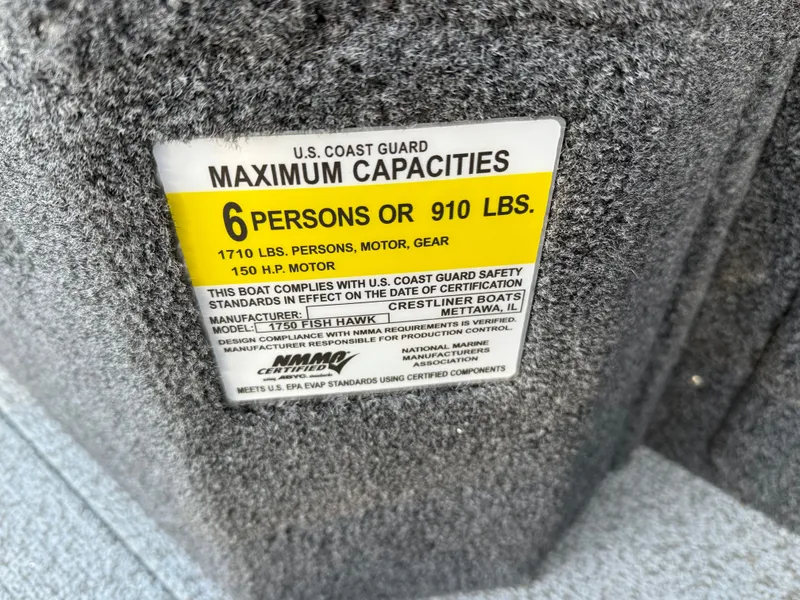 U.S. COAST GUARD
MAXIMUM CAPACITIES
6 PERSONS OR 910 LBS.
1710 LBS. PERSONS, MOTOR, GEAR
150 H.P. MOTOR
THIS BOAT COMPLIES WITH U.S. COAST GUARD SAFETY
STANDARDS IN EFFECT ON THE DATE OF CERTIFICATION
MANUFACTURER: CRESTLINER BOATS
METTAWA, IL
MODEL: 1750 FISH HAWK
DESIGN COMPLIANCE WITH NMMA REQUIREMENTS IS VERIFIED.
MANUFACTURER RESPONSIBLE FOR PRODUCTION CONTROL.
NMMA
CERTIFIED
using ABYC standards
NATIONAL MARINE
MANUFACTURERS
ASSOCIATION
MEETS U.S. EPA EVAP STANDARDS USING CERTIFIED COMPONENTS